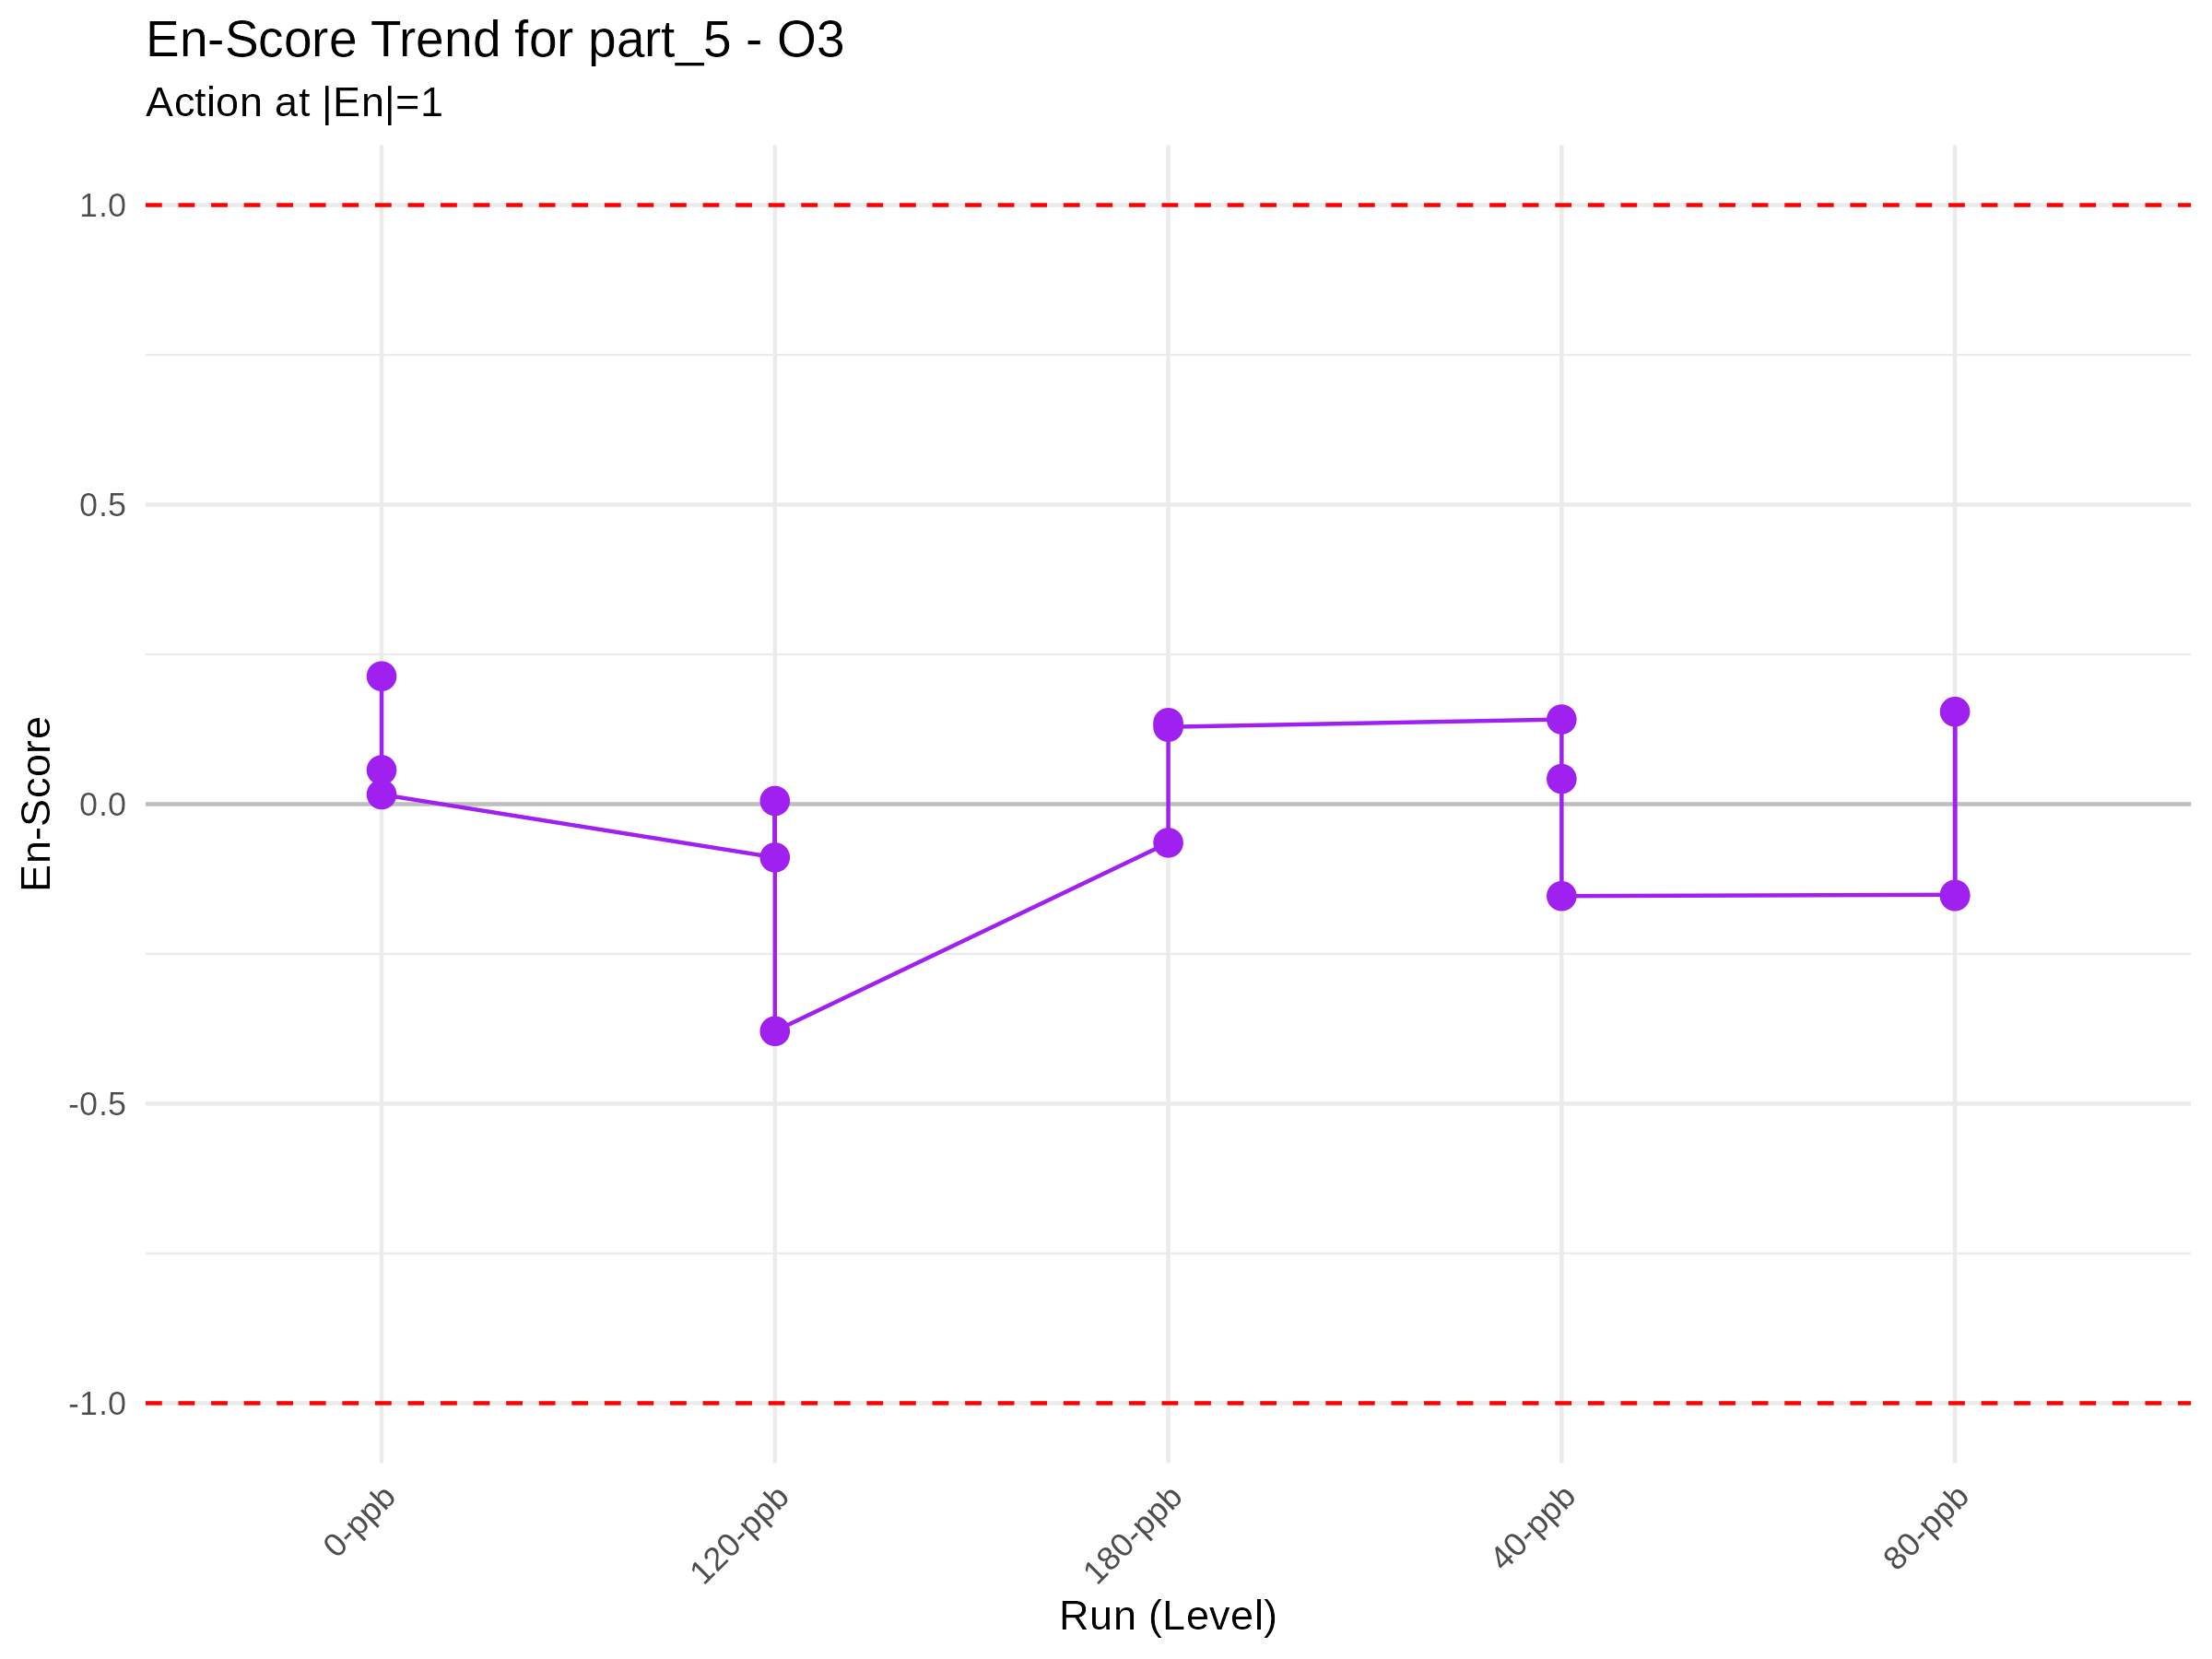 En-Score Trend for part_5 - O3
Action at |En|=1
1.0
0.5
0.0
-0.5
-1.0
En-Score
0-ppb
120-ppb
180-ppb
40-ppb
80-ppb
Run (Level)